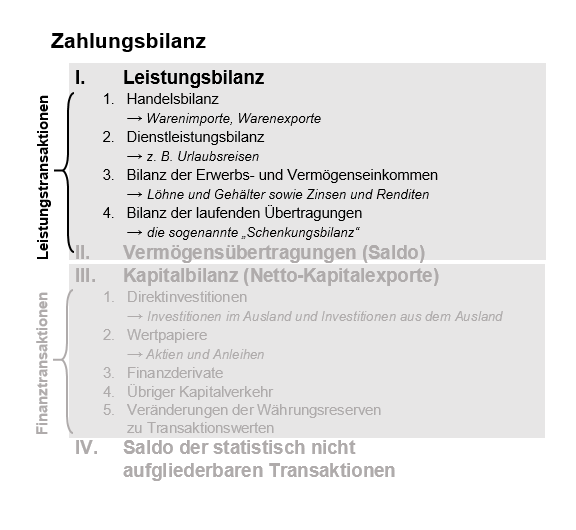 Zahlungsbilanz
Leistungstransaktionen
I. Leistungsbilanz
1. Handelsbilanz
→ Warenimporte, Warenexporte
2. Dienstleistungsbilanz
→ z. B. Urlaubsreisen
3. Bilanz der Erwerbs- und Vermögenseinkommen
→ Löhne und Gehälter sowie Zinsen und Renditen
4. Bilanz der laufenden Übertragungen
→ die sogenannte „Schenkungsbilanz“
II. Vermögensübertragungen (Saldo)
Finanztransaktionen
III. Kapitalbilanz (Netto-Kapitalexporte)
1. Direktinvestitionen
→ Investitionen im Ausland und Investitionen aus dem Ausland
2. Wertpapiere
→ Aktien und Anleihen
3. Finanzderivate
4. Übriger Kapitalverkehr
5. Veränderungen der Währungsreserven
zu Transaktionswerten
IV. Saldo der statistisch nicht
aufgliederbaren Transaktionen